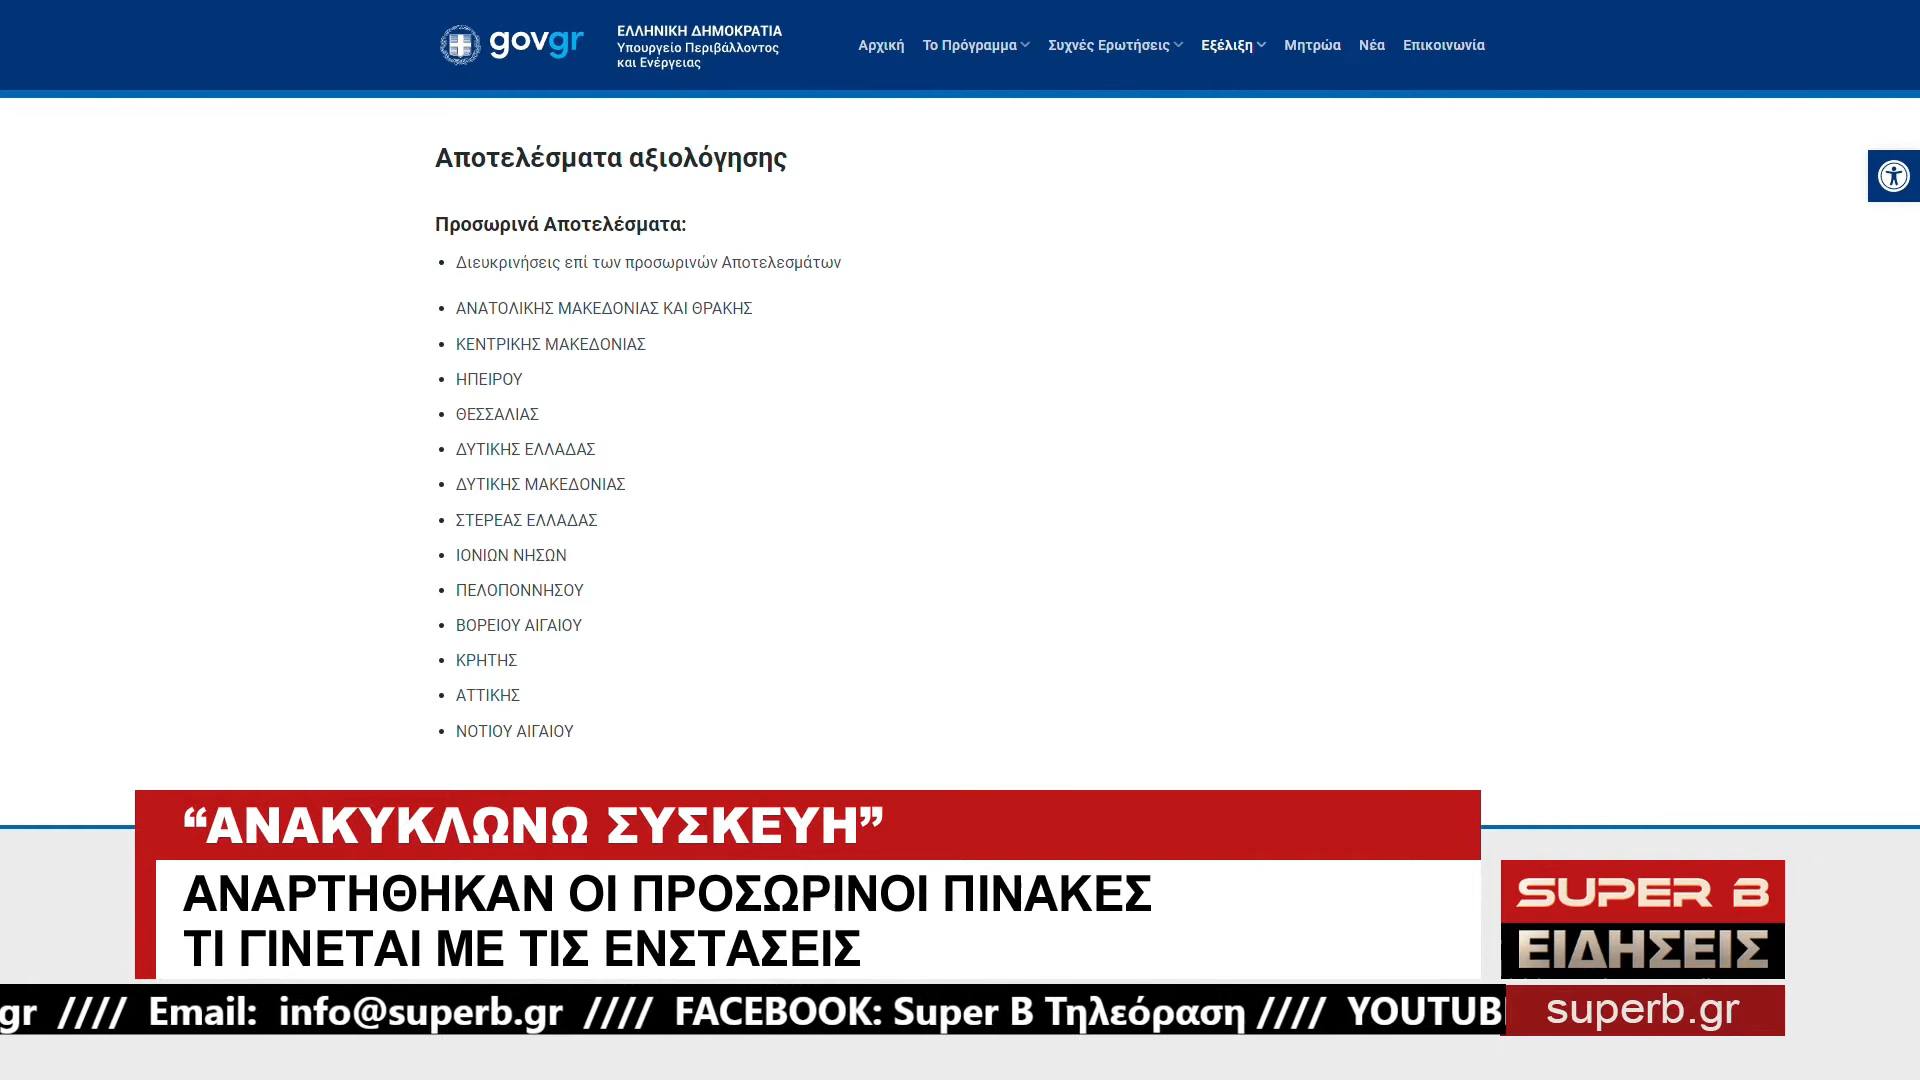 govgr
ΕΛΛΗΝΙΚΗ ΔΗΜΟΚΡΑΤΙΑ
Υπουργείο Περιβάλλοντος
και Ενέργειας
Αρχική Το Πρόγραμμα Συχνές Ερωτήσεις Εξέλιξη Μητρώα Νέα Επικοινωνία
Αποτελέσματα αξιολόγησης
Προσωρινά Αποτελέσματα:
• Διευκρινήσεις επί των προσωρινών Αποτελεσμάτων
• ΑΝΑΤΟΛΙΚΗΣ ΜΑΚΕΔΟΝΙΑΣ ΚΑΙ ΘΡΑΚΗΣ
• ΚΕΝΤΡΙΚΗΣ ΜΑΚΕΔΟΝΙΑΣ
• ΗΠΕΙΡΟΥ
• ΘΕΣΣΑΛΙΑΣ
• ΔΥΤΙΚΗΣ ΕΛΛΑΔΑΣ
• ΔΥΤΙΚΗΣ ΜΑΚΕΔΟΝΙΑΣ
• ΣΤΕΡΕΑΣ ΕΛΛΑΔΑΣ
• ΙΟΝΙΩΝ ΝΗΣΩΝ
• ΠΕΛΟΠΟΝΝΗΣΟΥ
• ΒΟΡΕΙΟΥ ΑΙΓΑΙΟΥ
• ΚΡΗΤΗΣ
• ΑΤΤΙΚΗΣ
• ΝΟΤΙΟΥ ΑΙΓΑΙΟΥ
“ΑΝΑΚΥΚΛΩΝΩ ΣΥΣΚΕΥΗ”
ΑΝΑΡΤΗΘΗΚΑΝ ΟΙ ΠΡΟΣΩΡΙΝΟΙ ΠΙΝΑΚΕΣ
ΤΙ ΓΙΝΕΤΑΙ ΜΕ ΤΙΣ ΕΝΣΤΑΣΕΙΣ
SUPER B
ΕΙΔΗΣΕΙΣ
gr //// Email: info@superb.gr //// FACEBOOK: Super B Τηλεόραση //// YOUTUB
superb.gr